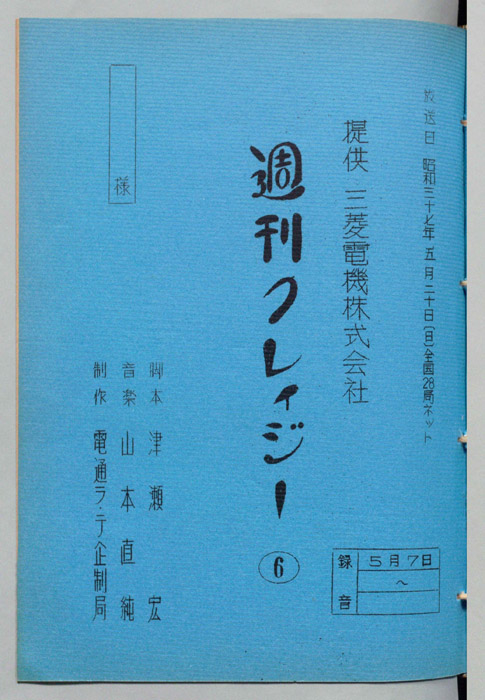 放送日 昭和三十七年 五月二十日〔日〕全国28局ネット
提供 三菱電機株式会社
週刊クレイジー
6
脚本 津瀬 宏
音楽 山本直純
制作 電通ラ・テ企制局
様
録音 5月7日
〜